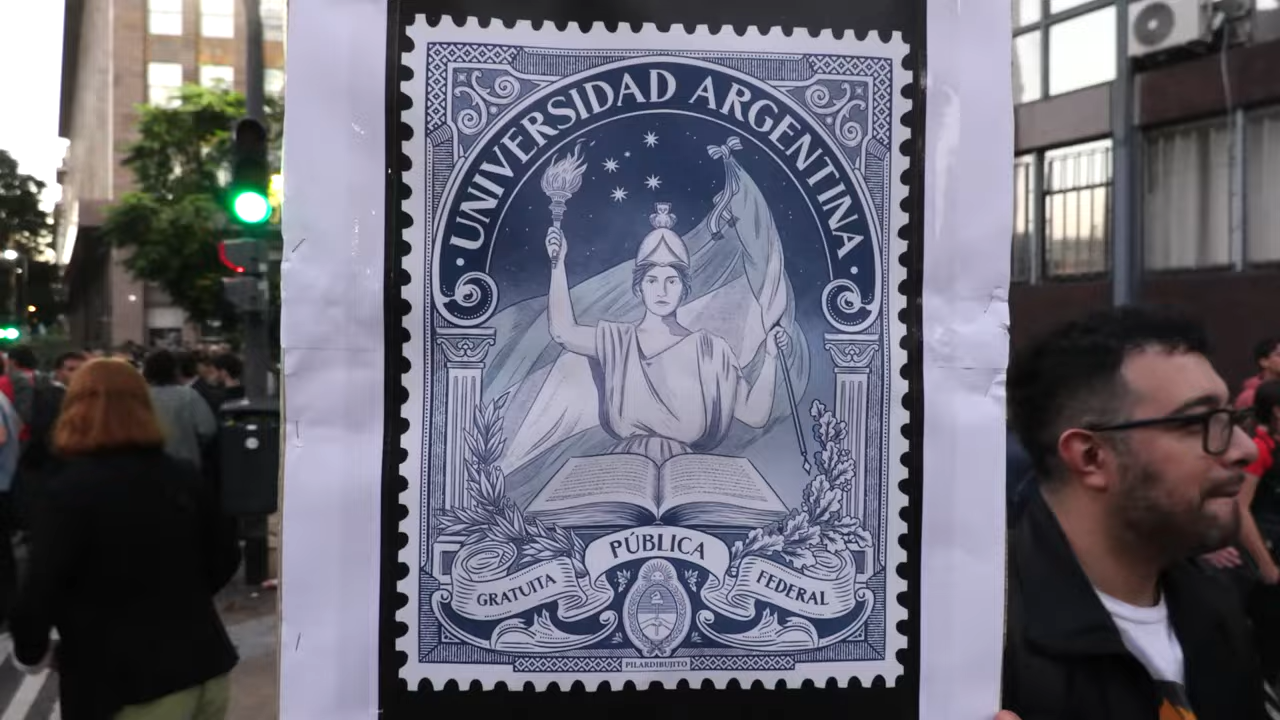 UNIVERSIDAD ARGENTINA
PÚBLICA
GRATUITA
FEDERAL
PILARDIBUJITO